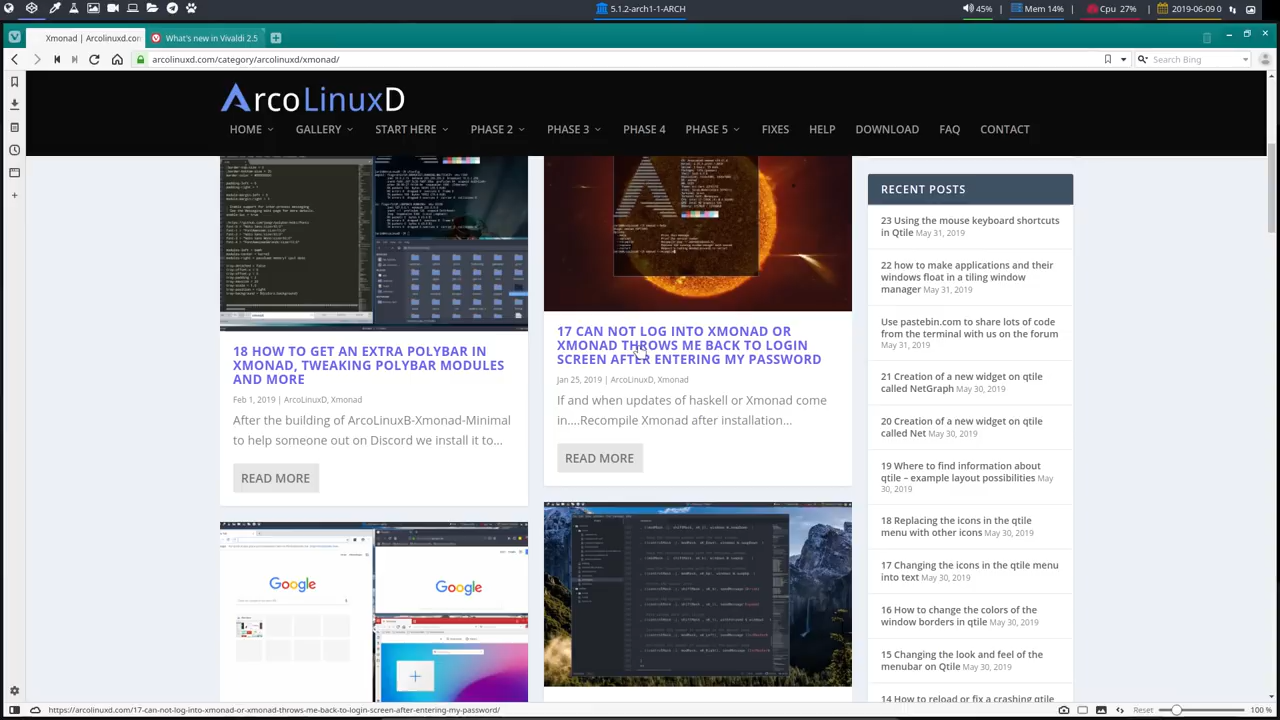 5.1.2-arch1-1-ARCH
45%
Mem 14%
Cpu 27%
2019-06-09 0
Xmonad | Arcolinuxd.con
What's new in Vivaldi 2.5
arcolinuxd.com/category/arcolinuxd/xmonad/
Search Bing
ArcoLinuxD
HOME GALLERY START HERE PHASE 2 PHASE 3 PHASE 4 PHASE 5 FIXES HELP DOWNLOAD FAQ CONTACT
18 HOW TO GET AN EXTRA POLYBAR IN
XMONAD, TWEAKING POLYBAR MODULES
AND MORE
Feb 1, 2019 | ArcoLinuxD, Xmonad
After the building of ArcoLinuxB-Xmonad-Minimal
to help someone out on Discord we install it to...
READ MORE
Google
Google
17 CAN NOT LOG INTO XMONAD OR
XMONAD THROWS ME BACK TO LOGIN
SCREEN AFTER ENTERING MY PASSWORD
Jan 25, 2019 | ArcoLinuxD, Xmonad
If and when updates of haskell or Xmonad come
in....Recompile Xmonad after installation...
READ MORE
RECENT POSTS
23 Using the mouse keyboard shortcuts
in Qtile May 31, 2019
22 how to make applications and their
windows float in a tiling window
manager May 31, 2019
Use pastebin.com to share lots of code
from the terminal with us on the forum
May 31, 2019
21 Creation of a new widget on qtile
called NetGraph May 30, 2019
20 Creation of a new widget on qtile
called Net May 30, 2019
19 Where to find information about
qtile – example layout possibilities May
30, 2019
18 Replacing the icons in the qtile
menu with other icons May 30, 2019
17 Changing the icons in the qtile menu
into text May 30, 2019
16 How to change the colors of the
window borders in qtile May 30, 2019
15 Changing the look and feel of the
menubar on Qtile May 30, 2019
14 How to reload or fix a crashing qtile
https://arcolinuxd.com/17-can-not-log-into-xmonad-or-xmonad-throws-me-back-to-login-screen-after-entering-my-password/
Reset
100 %